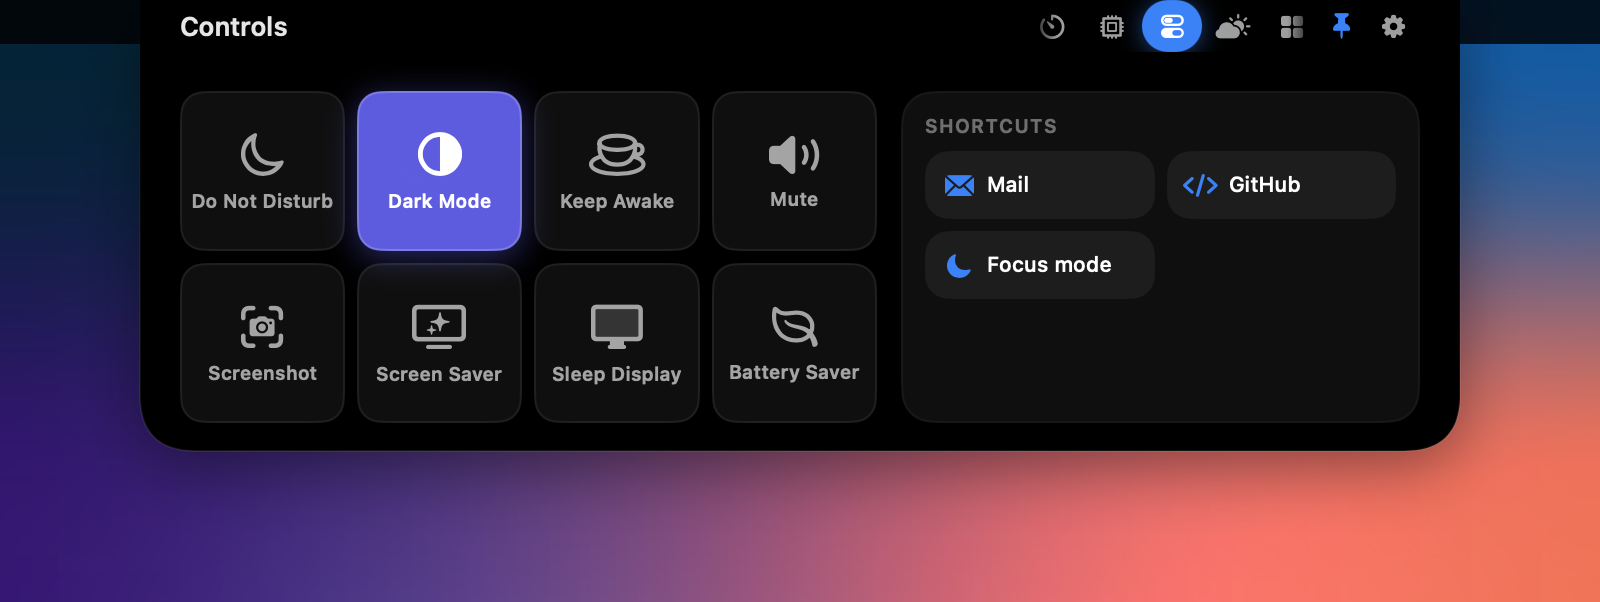 Controls
Do Not Disturb
Dark Mode
Keep Awake
Mute
Screenshot
Screen Saver
Sleep Display
Battery Saver
SHORTCUTS
Mail
GitHub
Focus mode